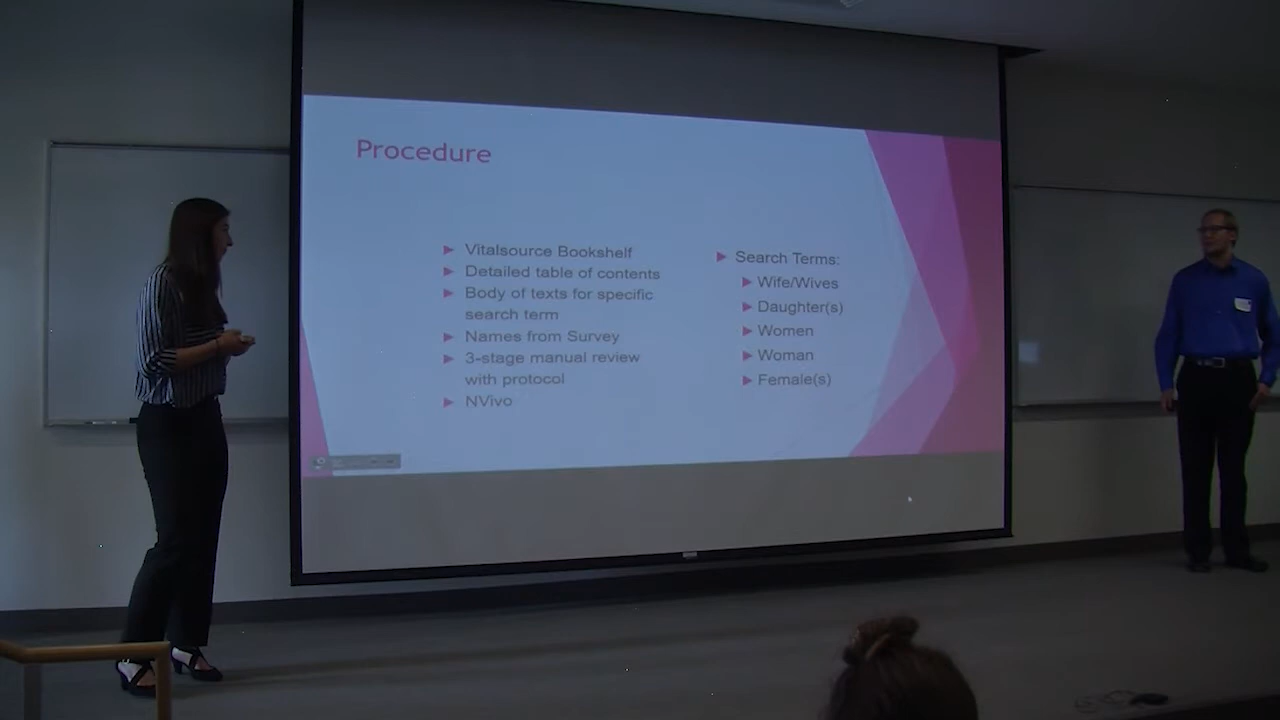 Procedure
Vitalsource Bookshelf
Detailed table of contents
Body of texts for specific
search term
Names from Survey
3-stage manual review
with protocol
NVivo
Search Terms:
Wife/Wives
Daughter(s)
Women
Woman
Female(s)